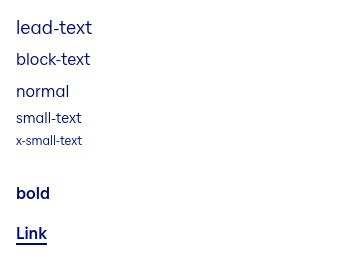 lead-text
block-text
normal
small-text
x-small-text
bold
Link